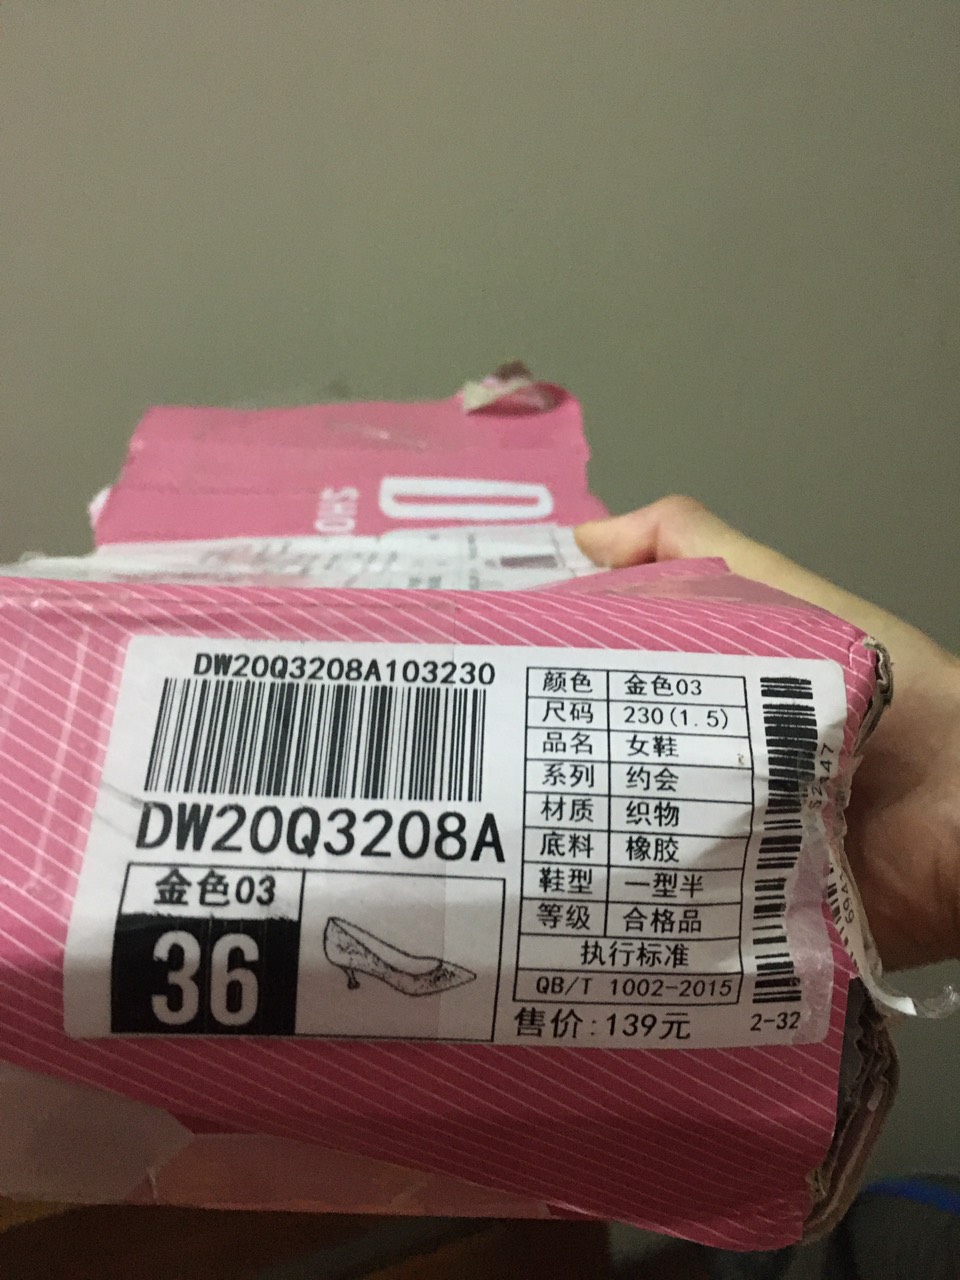 D
SHO
DW20Q3208A103230
DW20Q3208A
金色03
36
颜色 金色03
尺码 230(1.5)
品名 女鞋
系列 约会
材质 织物
底料 橡胶
鞋型 一型半
等级 合格品
执行标准
QB/T 1002-2015
售价:139元
2-32